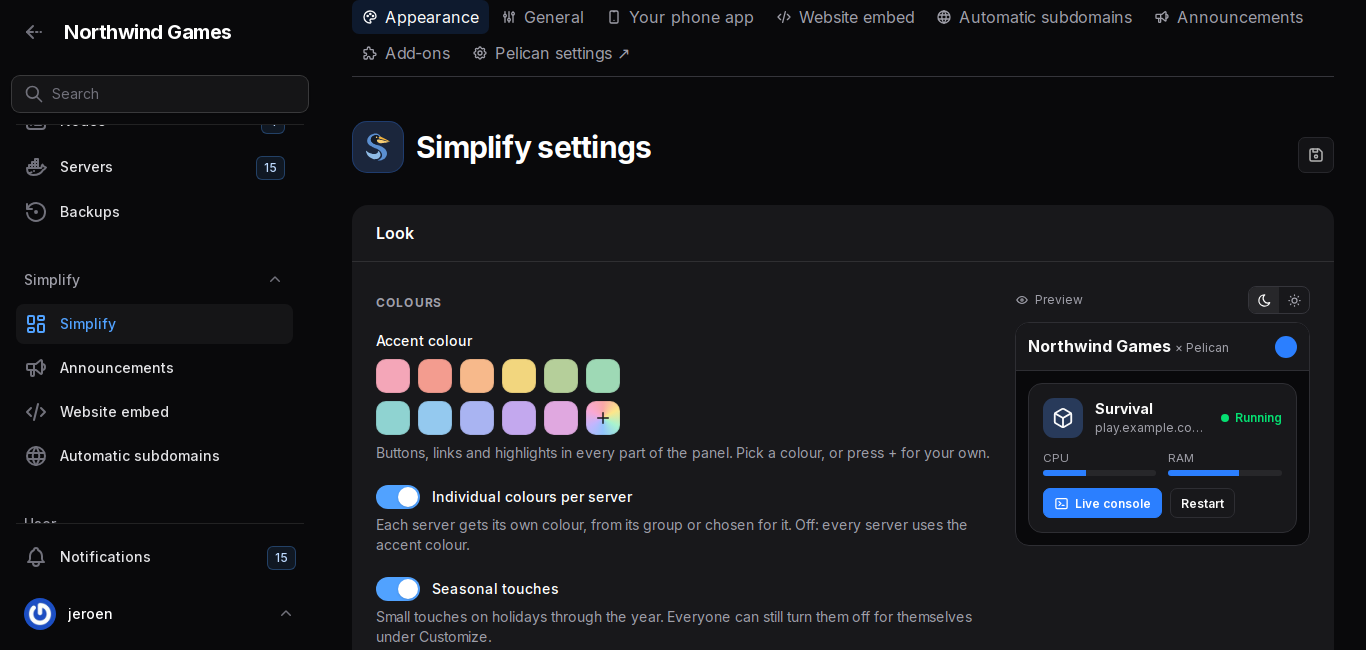 Northwind Games
Search
Nodes
Servers
15
Backups
Simplify
Simplify
Announcements
Website embed
Automatic subdomains
User
Notifications
15
jeroen
Appearance
General
Your phone app
Website embed
Automatic subdomains
Announcements
Add-ons
Pelican settings ↗
Simplify settings
Look
COLOURS
Accent colour
Buttons, links and highlights in every part of the panel. Pick a colour, or press + for your own.
Individual colours per server
Each server gets its own colour, from its group or chosen for it. Off: every server uses the
accent colour.
Seasonal touches
Small touches on holidays through the year. Everyone can still turn them off for themselves
under Customize.
Preview
Northwind Games × Pelican
Survival
play.example.co...
Running
CPU
RAM
Live console
Restart